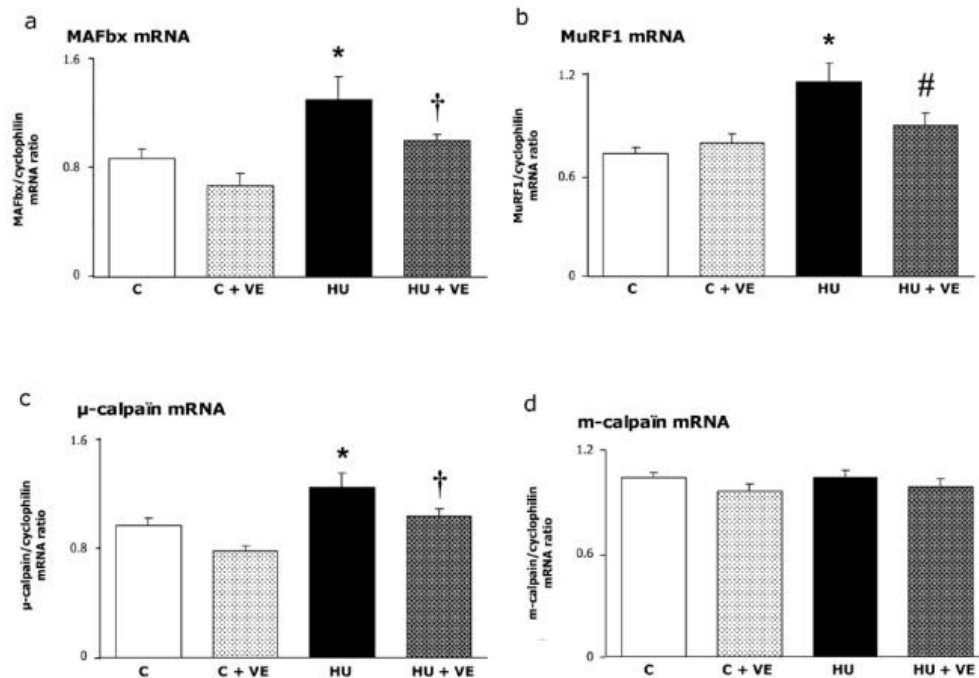 a
MAFbx mRNA
MAFbx/cyclophilin
mRNA ratio
1.6
0.8
0
*
†
C C + VE HU HU + VE
b
MuRF1 mRNA
MuRF1/cyclophilin
mRNA ratio
1.2
0.6
0
*
#
C C + VE HU HU + VE
c
µ-calpaïn mRNA
µ-calpain/cyclophilin
mRNA ratio
1.6
0.8
0
*
†
C C + VE HU HU + VE
d
m-calpaïn mRNA
m-calpain/cyclophilin
mRNA ratio
1.2
0.6
0
C C + VE HU HU + VE